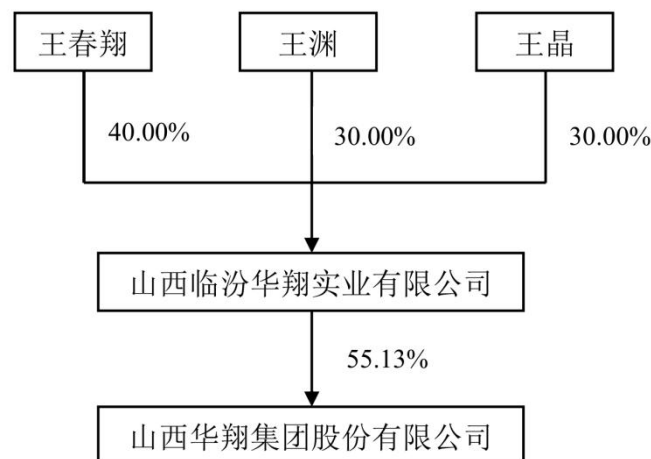 王春翔
王渊
王晶
40.00%
30.00%
30.00%
山西临汾华翔实业有限公司
55.13%
山西华翔集团股份有限公司